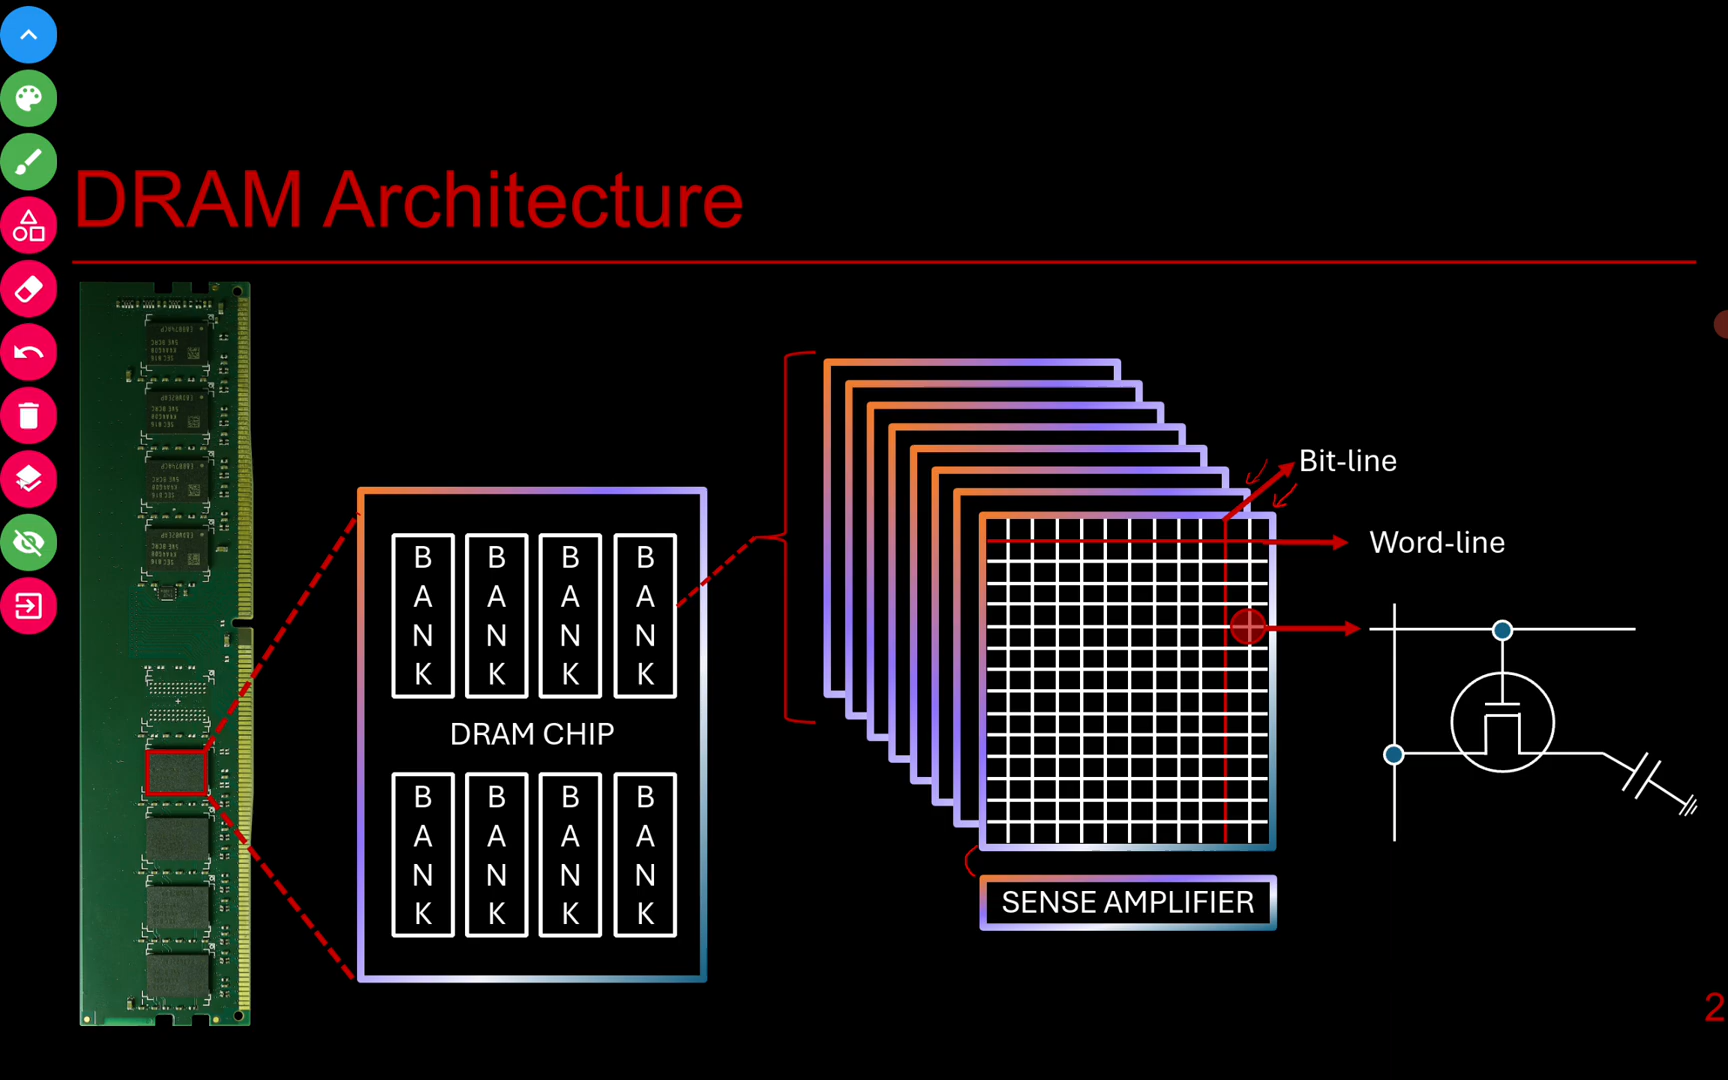 DRAM Architecture
Bit-line
Word-line
B A N K
B A N K
B A N K
B A N K
DRAM CHIP
B A N K
B A N K
B A N K
B A N K
SENSE AMPLIFIER
2